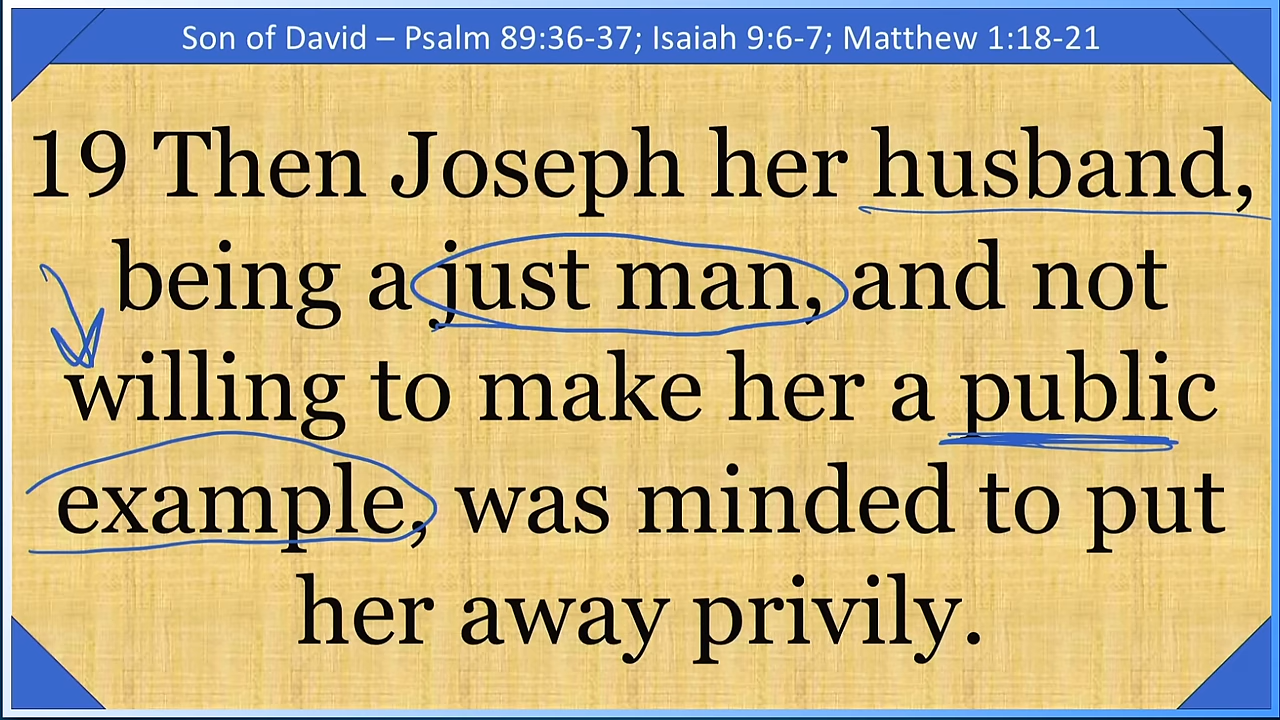 Son of David – Psalm 89:36-37; Isaiah 9:6-7; Matthew 1:18-21
19 Then Joseph her husband,
being a just man, and not
willing to make her a public
example, was minded to put
her away privily.